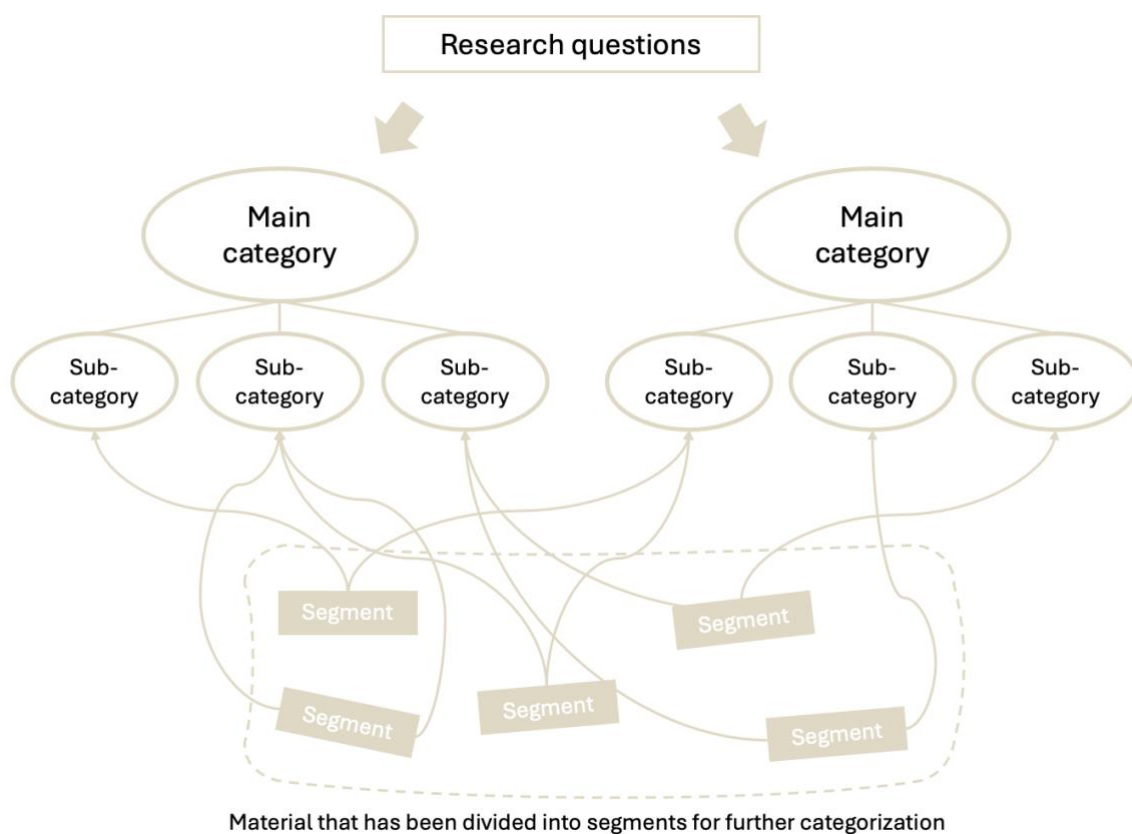 Research questions
Main
category
Main
category
Sub-
category
Sub-
category
Sub-
category
Sub-
category
Sub-
category
Sub-
category
Segment
Segment
Segment
Segment
Segment
Material that has been divided into segments for further categorization